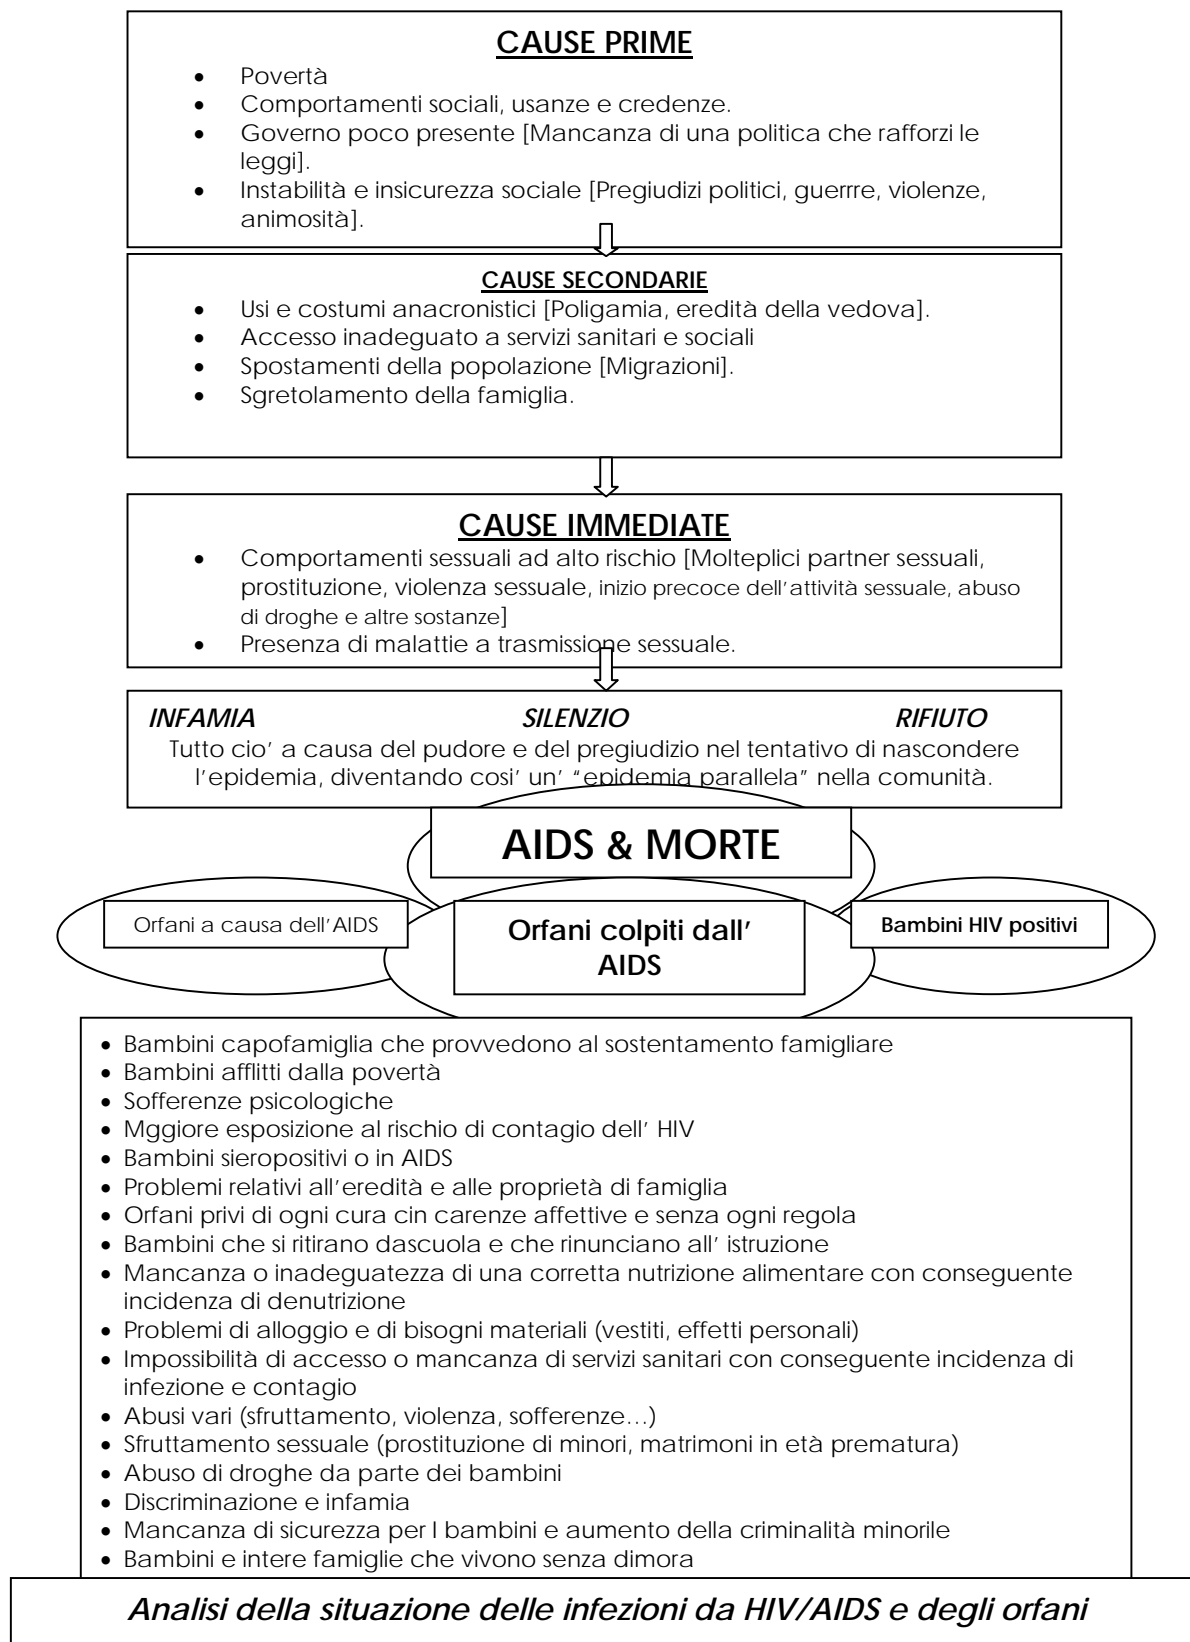 CAUSE PRIME
• Povertà
• Comportamenti sociali, usanze e credenze.
• Governo poco presente [Mancanza di una politica che rafforzi le
leggi].
• Instabilità e insicurezza sociale [Pregiudizi politici, guerrre, violenze,
animosità].
CAUSE SECONDARIE
• Usi e costumi anacronistici [Poligamia, eredità della vedova].
• Accesso inadeguato a servizi sanitari e sociali
• Spostamenti della popolazione [Migrazioni].
• Sgretolamento della famiglia.
CAUSE IMMEDIATE
• Comportamenti sessuali ad alto rischio [Molteplici partner sessuali,
prostituzione, violenza sessuale, inizio precoce dell'attività sessuale, abuso
di droghe e altre sostanze]
• Presenza di malattie a trasmissione sessuale.
INFAMIA SILENZIO RIFIUTO
Tutto cio' a causa del pudore e del pregiudizio nel tentativo di nascondere
l'epidemia, diventando cosi' un' "epidemia parallela" nella comunità.
AIDS & MORTE
Orfani a causa dell'AIDS
Orfani colpiti dall'
AIDS
Bambini HIV positivi
• Bambini capofamiglia che provvedono al sostentamento famigliare
• Bambini afflitti dalla povertà
• Sofferenze psicologiche
• Mggiore esposizione al rischio di contagio dell' HIV
• Bambini sieropositivi o in AIDS
• Problemi relativi all'eredità e alle proprietà di famiglia
• Orfani privi di ogni cura cin carenze affettive e senza ogni regola
• Bambini che si ritirano dascuola e che rinunciano all' istruzione
• Mancanza o inadeguatezza di una corretta nutrizione alimentare con conseguente
incidenza di denutrizione
• Problemi di alloggio e di bisogni materiali (vestiti, effetti personali)
• Impossibilità di accesso o mancanza di servizi sanitari con conseguente incidenza di
infezione e contagio
• Abusi vari (sfruttamento, violenza, sofferenze…)
• Sfruttamento sessuale (prostituzione di minori, matrimoni in età prematura)
• Abuso di droghe da parte dei bambini
• Discriminazione e infamia
• Mancanza di sicurezza per I bambini e aumento della criminalità minorile
• Bambini e intere famiglie che vivono senza dimora
Analisi della situazione delle infezioni da HIV/AIDS e degli orfani